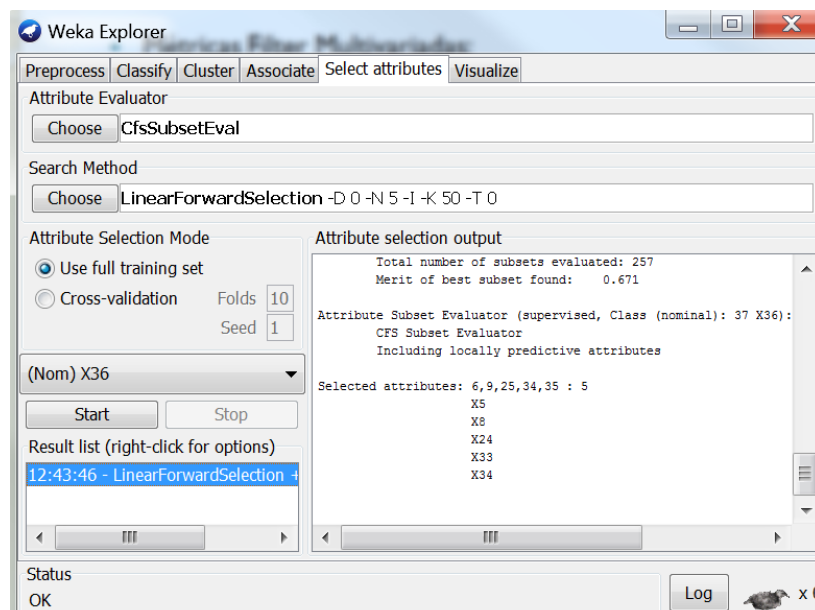 Weka Explorer
Métricas Filter Multivariadas
Preprocess Classify Cluster Associate Select attributes Visualize
Attribute Evaluator
Choose CfsSubsetEval
Search Method
Choose LinearForwardSelection -D 0 -N 5 -I -K 50 -T 0
Attribute Selection Mode
Use full training set
Cross-validation Folds 10
Seed 1
(Nom) X36
Start Stop
Result list (right-click for options)
12:43:46 - LinearForwardSelection +
Attribute selection output
Total number of subsets evaluated: 257
Merit of best subset found: 0.671
Attribute Subset Evaluator (supervised, Class (nominal): 37 X36):
CFS Subset Evaluator
Including locally predictive attributes
Selected attributes: 6,9,25,34,35 : 5
X5
X8
X24
X33
X34
Status
OK
Log
x